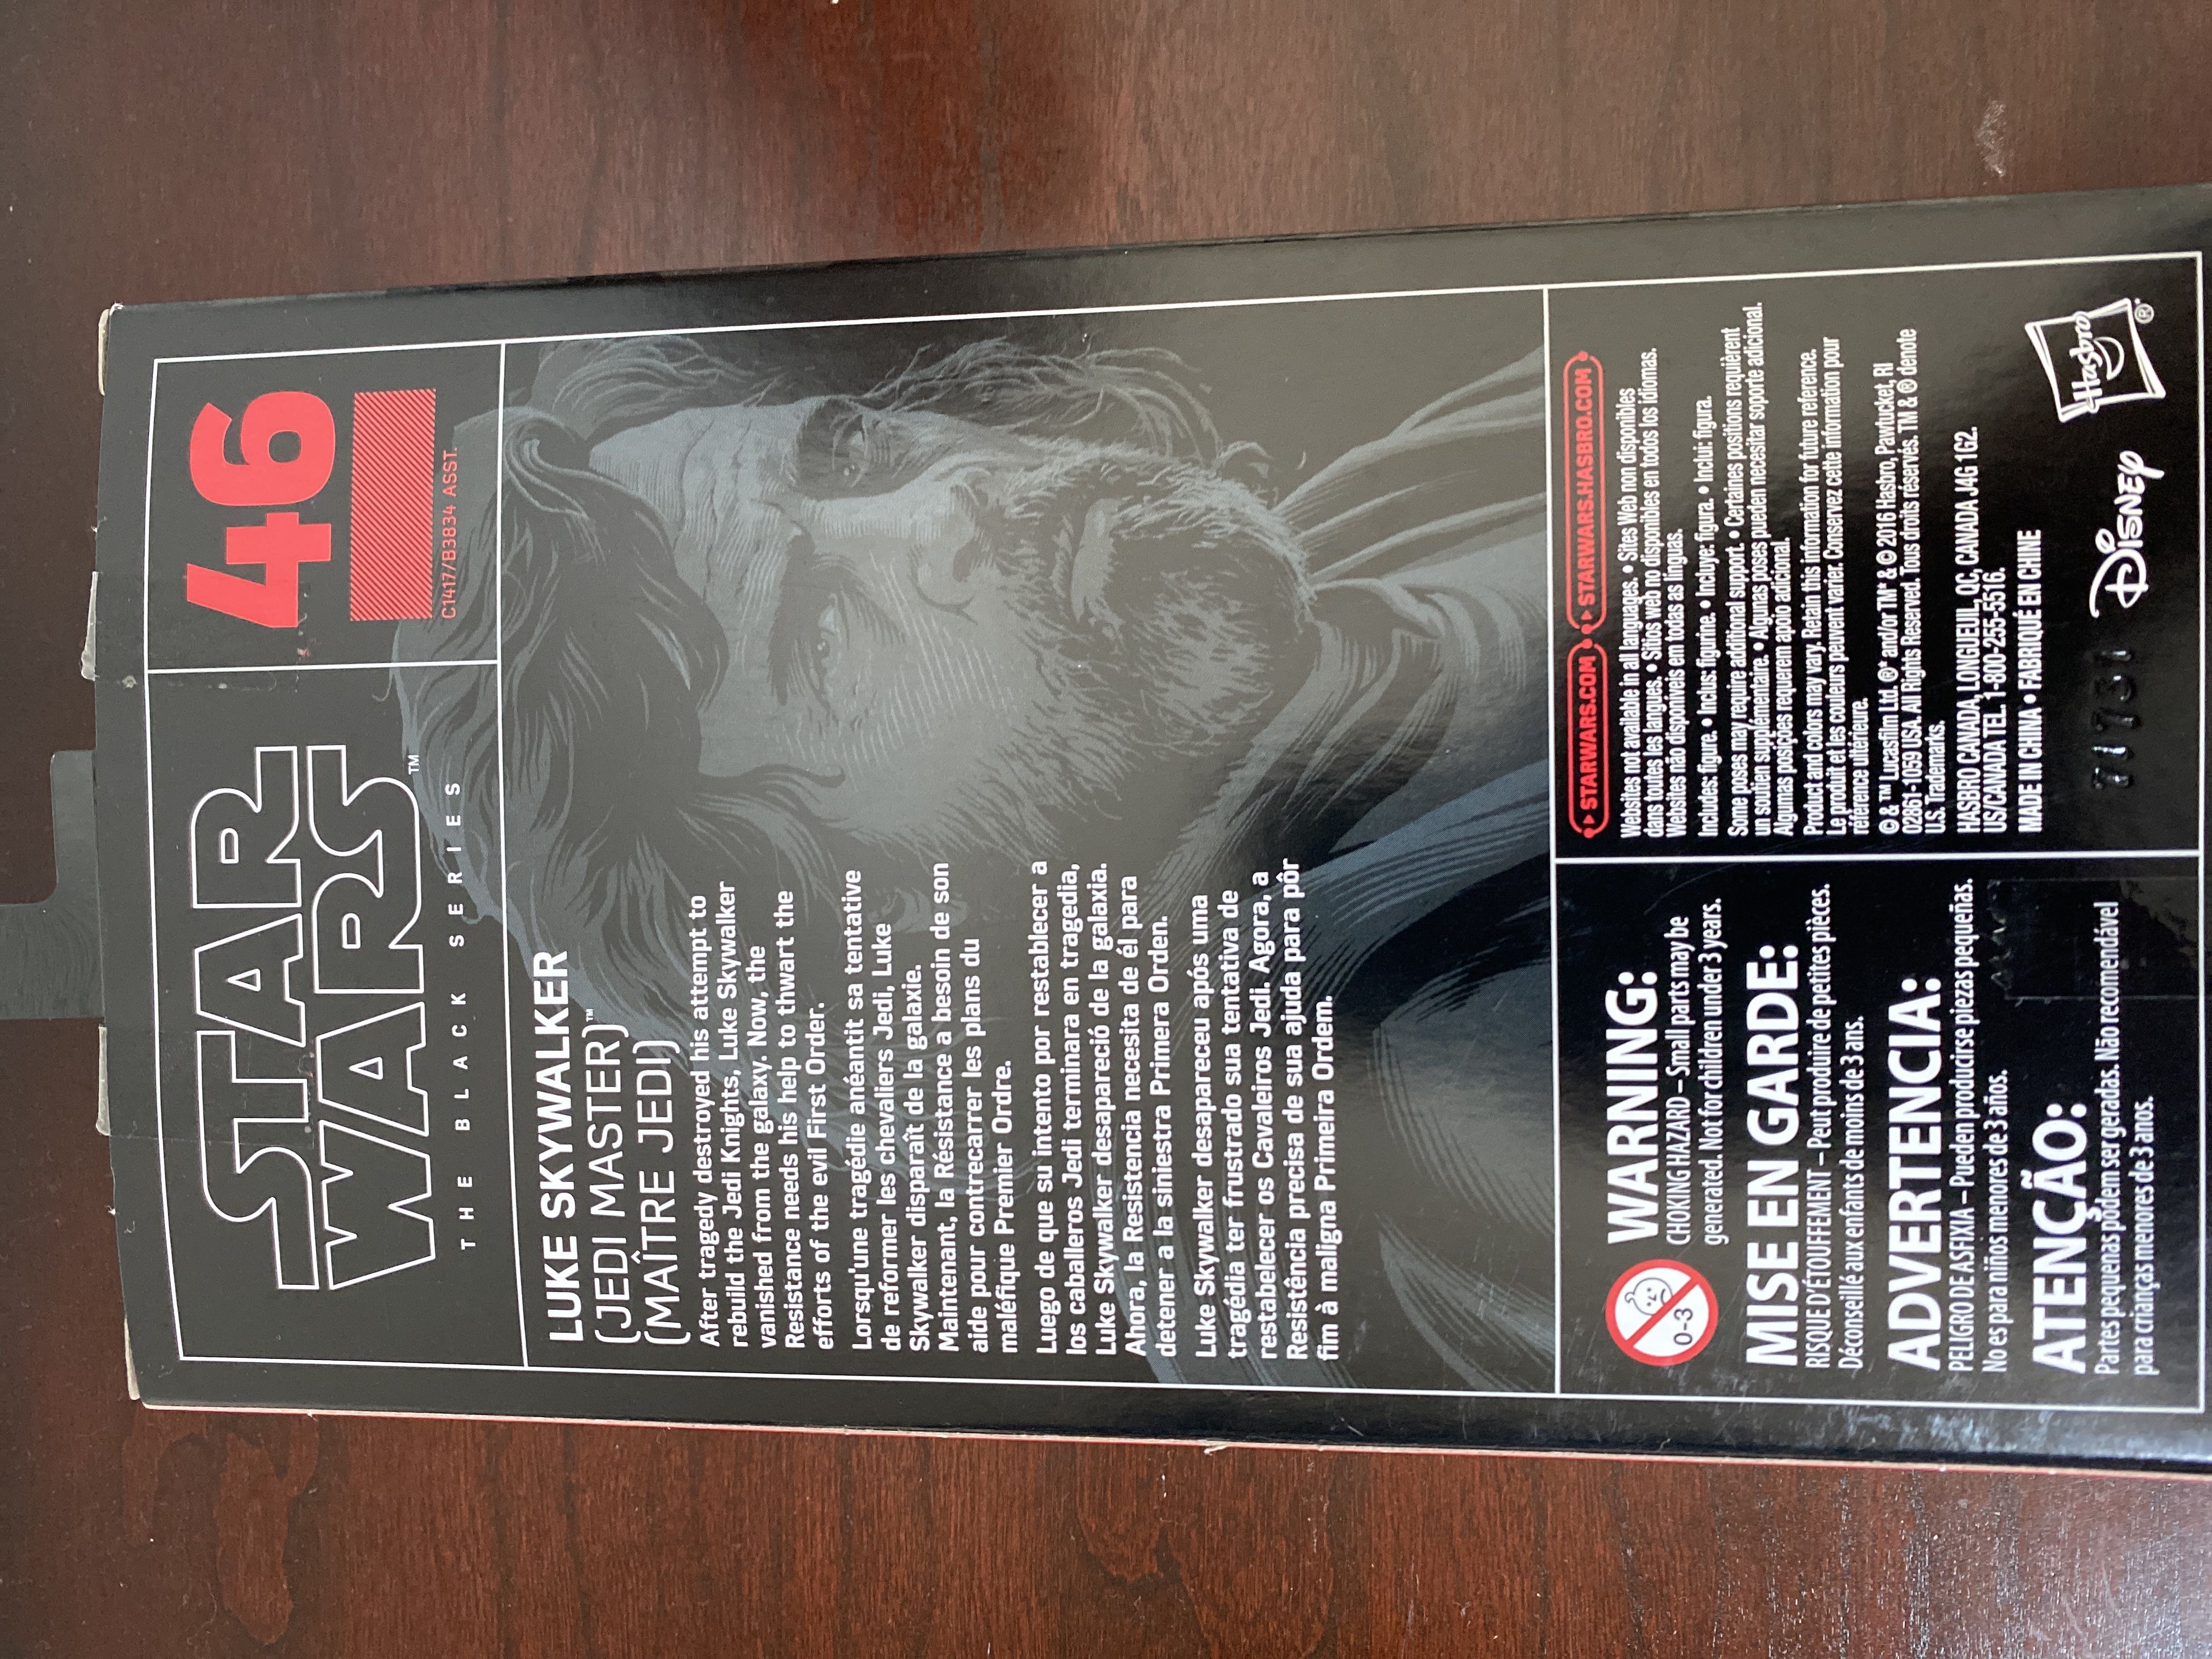 STAR
WARS™
THE BLACK SERIES
46
C1417/B3834 ASST.
LUKE SKYWALKER
(JEDI MASTER)™
(MAÎTRE JEDI)
After tragedy destroyed his attempt to
rebuild the Jedi Knights, Luke Skywalker
vanished from the galaxy. Now, the
Resistance needs his help to thwart the
efforts of the evil First Order.
Lorsqu'une tragédie anéantit sa tentative
de reformer les chevaliers Jedi, Luke
Skywalker disparaît de la galaxie.
Maintenant, la Résistance a besoin de son
aide pour contrecarrer les plans du
maléfique Premier Ordre.
Luego de que su intento por restablecer a
los caballeros Jedi terminara en tragedia,
Luke Skywalker desapareció de la galaxia.
Ahora, la Resistencia necesita de él para
detener a la siniestra Primera Orden.
Luke Skywalker desapareceu após uma
tragédia ter frustrado sua tentativa de
restabelecer os Cavaleiros Jedi. Agora, a
Resistência precisa de sua ajuda para pôr
fim à maligna Primeira Ordem.
0-3
WARNING:
CHOKING HAZARD – Small parts may be
generated. Not for children under 3 years.
MISE EN GARDE:
RISQUE D'ÉTOUFFEMENT – Peut produire de petites pièces.
Déconseillé aux enfants de moins de 3 ans.
ADVERTENCIA:
PELIGRO DE ASFIXIA – Pueden producirse piezas pequeñas.
No es para niños menores de 3 años.
ATENÇÃO:
Partes pequenas podem ser geradas. Não recomendável
para crianças menores de 3 anos.
STARWARS.COM STARWARS.HASBRO.COM
Websites not available in all languages. • Sites Web non disponibles
dans toutes les langues. • Sitios web no disponibles en todos los idiomas.
Websites não disponíveis em todas as línguas.
Includes: figure. • Inclus: figurine. • Incluye: figura. • Inclui: figura.
Some poses may require additional support. • Certaines positions requièrent
un soutien supplémentaire. • Algunas poses pueden necesitar soporte adicional.
Algumas posições requerem apoio adicional.
Product and colors may vary. Retain this information for future reference.
Le produit et les couleurs peuvent varier. Conservez cette information pour
référence ultérieure.
© & ™ Lucasfilm Ltd. ®* and/or TM* & © 2016 Hasbro, Pawtucket, RI
02861-1059 USA. All Rights Reserved. Tous droits réservés. TM & ® denote
U.S. Trademarks.
HASBRO CANADA, LONGUEUIL, QC, CANADA J4G 1G2.
US/CANADA TEL. 1-800-255-5516.
MADE IN CHINA • FABRIQUÉ EN CHINE
71731
Disney
Hasbro®